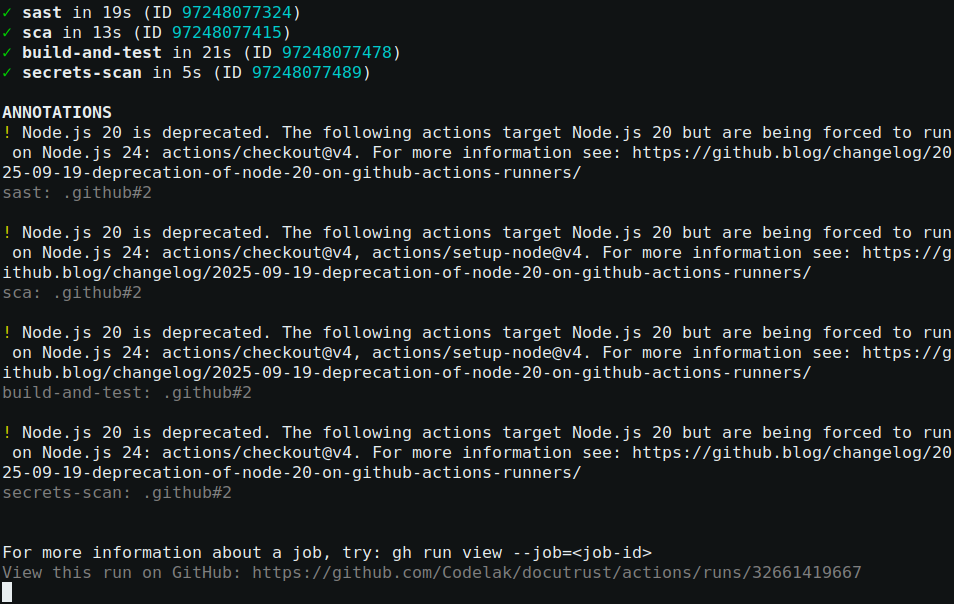 ✓ sast in 19s (ID 97248077324)
✓ sca in 13s (ID 97248077415)
✓ build-and-test in 21s (ID 97248077478)
✓ secrets-scan in 5s (ID 97248077489)
ANNOTATIONS
! Node.js 20 is deprecated. The following actions target Node.js 20 but are being forced to run
on Node.js 24: actions/checkout@v4. For more information see: https://github.blog/changelog/20
25-09-19-deprecation-of-node-20-on-github-actions-runners/
sast: .github#2
! Node.js 20 is deprecated. The following actions target Node.js 20 but are being forced to run
on Node.js 24: actions/checkout@v4, actions/setup-node@v4. For more information see: https://g
ithub.blog/changelog/2025-09-19-deprecation-of-node-20-on-github-actions-runners/
sca: .github#2
! Node.js 20 is deprecated. The following actions target Node.js 20 but are being forced to run
on Node.js 24: actions/checkout@v4, actions/setup-node@v4. For more information see: https://g
ithub.blog/changelog/2025-09-19-deprecation-of-node-20-on-github-actions-runners/
build-and-test: .github#2
! Node.js 20 is deprecated. The following actions target Node.js 20 but are being forced to run
on Node.js 24: actions/checkout@v4. For more information see: https://github.blog/changelog/20
25-09-19-deprecation-of-node-20-on-github-actions-runners/
secrets-scan: .github#2
For more information about a job, try: gh run view --job=<job-id>
View this run on GitHub: https://github.com/Codelak/docutrust/actions/runs/32661419667